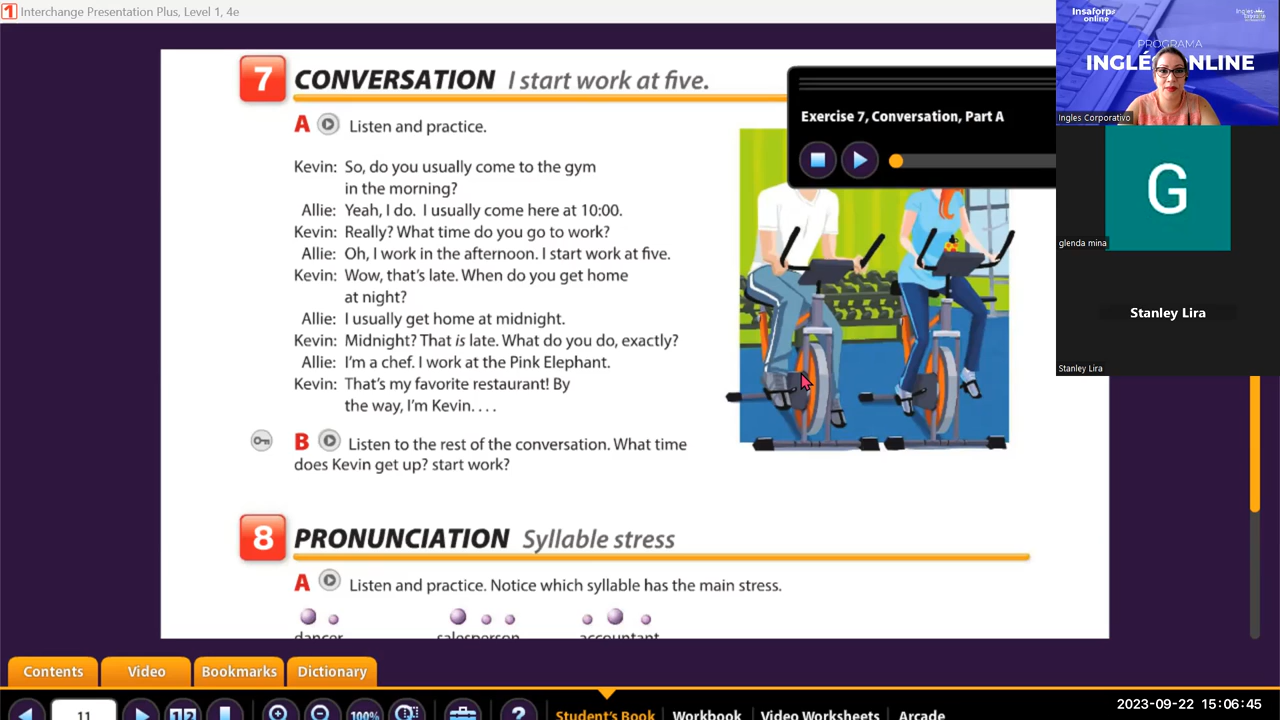 Interchange Presentation Plus, Level 1, 4e
7 CONVERSATION I start work at five.
A Listen and practice.
Kevin: So, do you usually come to the gym
in the morning?
Allie: Yeah, I do. I usually come here at 10:00.
Kevin: Really? What time do you go to work?
Allie: Oh, I work in the afternoon. I start work at five.
Kevin: Wow, that's late. When do you get home
at night?
Allie: I usually get home at midnight.
Kevin: Midnight? That is late. What do you do, exactly?
Allie: I'm a chef. I work at the Pink Elephant.
Kevin: That's my favorite restaurant! By
the way, I'm Kevin. . . .
B Listen to the rest of the conversation. What time
does Kevin get up? start work?
8 PRONUNCIATION Syllable stress
A Listen and practice. Notice which syllable has the main stress.
dancer salesperson accountant
Exercise 7, Conversation, Part A
Insaforp
online
PROGRAMA
INGLÉS ONLINE
Ingles Corporativo
G
glenda mina
Stanley Lira
Stanley Lira
Contents Video Bookmarks Dictionary
11 1 2 100% ? Student's Book Workbook Video Worksheets Arcade
2023-09-22 15:06:45